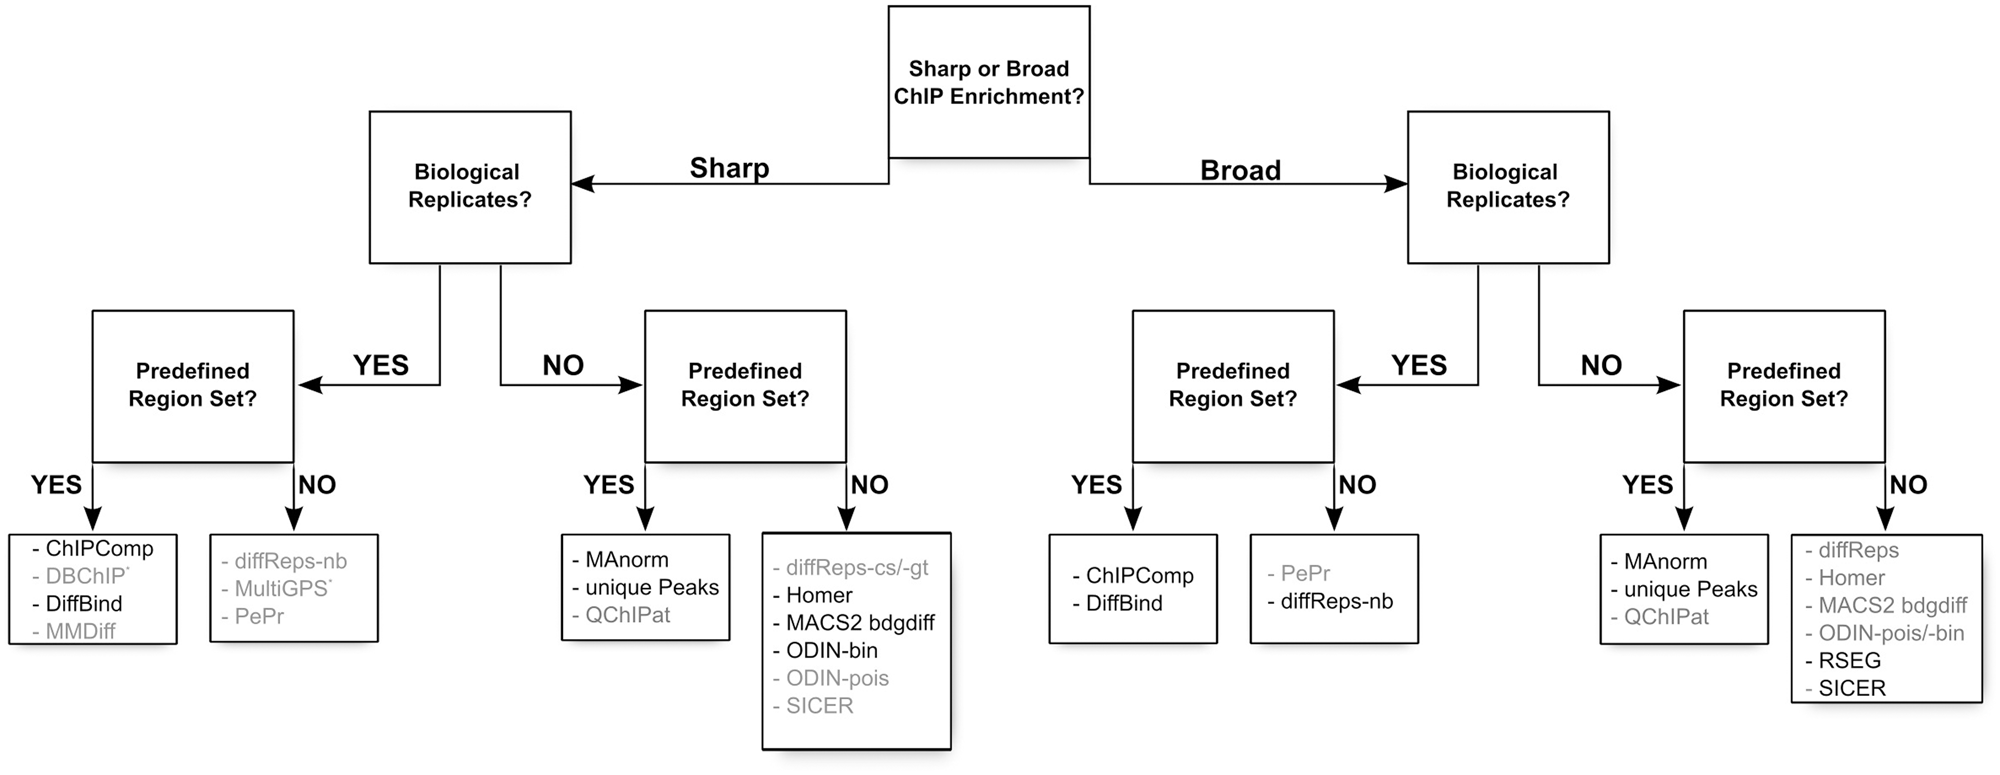 Sharp or Broad
ChIP Enrichment?
Sharp
Broad
Biological
Replicates?
Biological
Replicates?
YES
NO
YES
NO
Predefined
Region Set?
Predefined
Region Set?
Predefined
Region Set?
Predefined
Region Set?
YES
NO
YES
NO
YES
NO
YES
NO
- ChIPComp
- DBChIP*
- DiffBind
- MMDiff
- diffReps-nb
- MultiGPS*
- PePr
- MAnorm
- unique Peaks
- QChIPat
- diffReps-cs/-gt
- Homer
- MACS2 bdgdiff
- ODIN-bin
- ODIN-pois
- SICER
- ChIPComp
- DiffBind
- PePr
- diffReps-nb
- MAnorm
- unique Peaks
- QChIPat
- diffReps
- Homer
- MACS2 bdgdiff
- ODIN-pois/-bin
- RSEG
- SICER